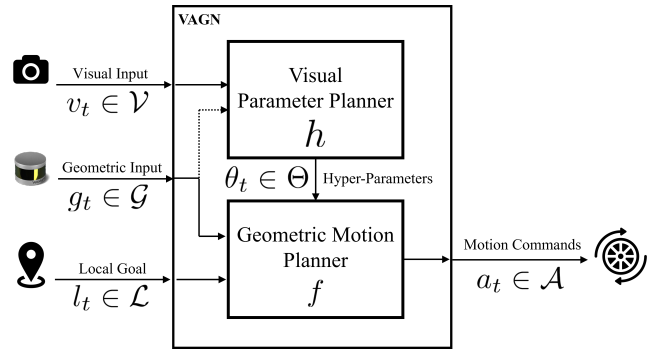 VAGN
Visual Input
v_t ∈ 𝒱
Visual
Parameter Planner
h
Geometric Input
g_t ∈ 𝒢
θ_t ∈ Θ
Hyper-Parameters
Local Goal
l_t ∈ ℒ
Geometric Motion
Planner
f
Motion Commands
a_t ∈ 𝒜